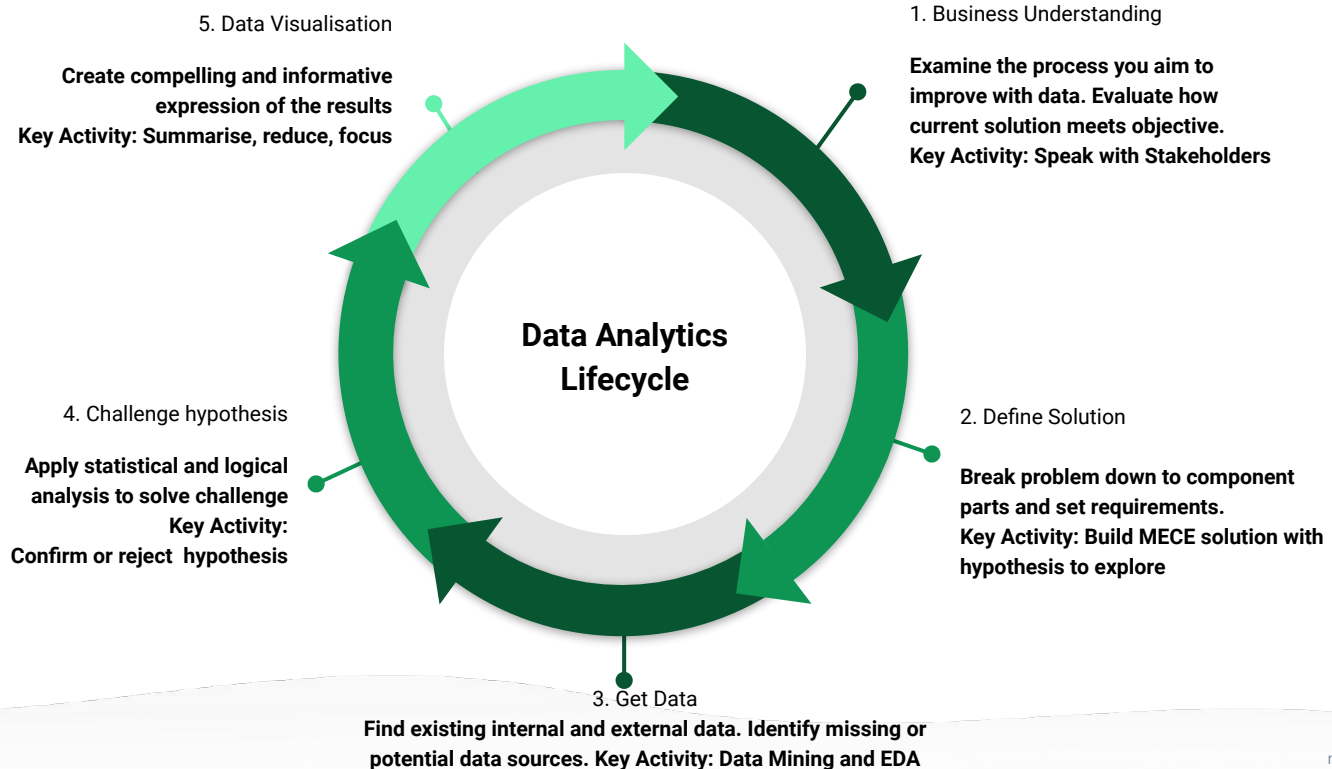 5. Data Visualisation
Create compelling and informative
expression of the results
Key Activity: Summarise, reduce, focus
1. Business Understanding
Examine the process you aim to
improve with data. Evaluate how
current solution meets objective.
Key Activity: Speak with Stakeholders
Data Analytics
Lifecycle
4. Challenge hypothesis
Apply statistical and logical
analysis to solve challenge
Key Activity:
Confirm or reject hypothesis
2. Define Solution
Break problem down to component
parts and set requirements.
Key Activity: Build MECE solution with
hypothesis to explore
3. Get Data
Find existing internal and external data. Identify missing or
potential data sources. Key Activity: Data Mining and EDA